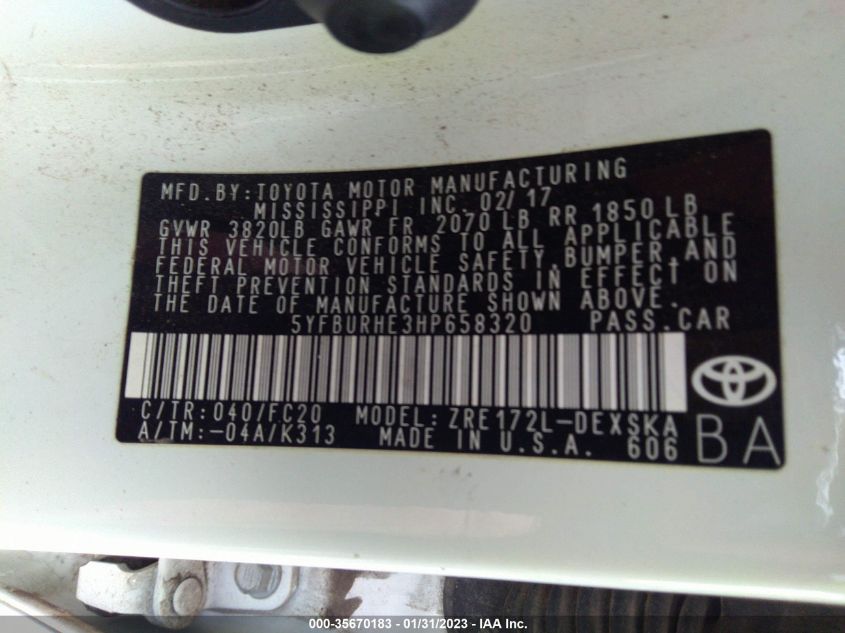 MFD.BY:TOYOTA MOTOR MANUFACTURING
MISSISSIPPI INC 02/17
GVWR 3820LB GAWR FR 2070 LB RR 1850 LB
THIS VEHICLE CONFORMS TO ALL APPLICABLE
FEDERAL MOTOR VEHICLE SAFETY,BUMPER,AND
THEFT PREVENTION STANDARDS IN EFFECT ON
THE DATE OF MANUFACTURE SHOWN ABOVE.
5YFBURHE3HP658320 PASS.CAR
C/TR:040/FC20 MODEL:ZRE172L-DEXSKA
A/TM:-04A/K313 MADE IN U.S.A. 606
BA
000-35670183 - 01/31/2023 - © IAA Inc.